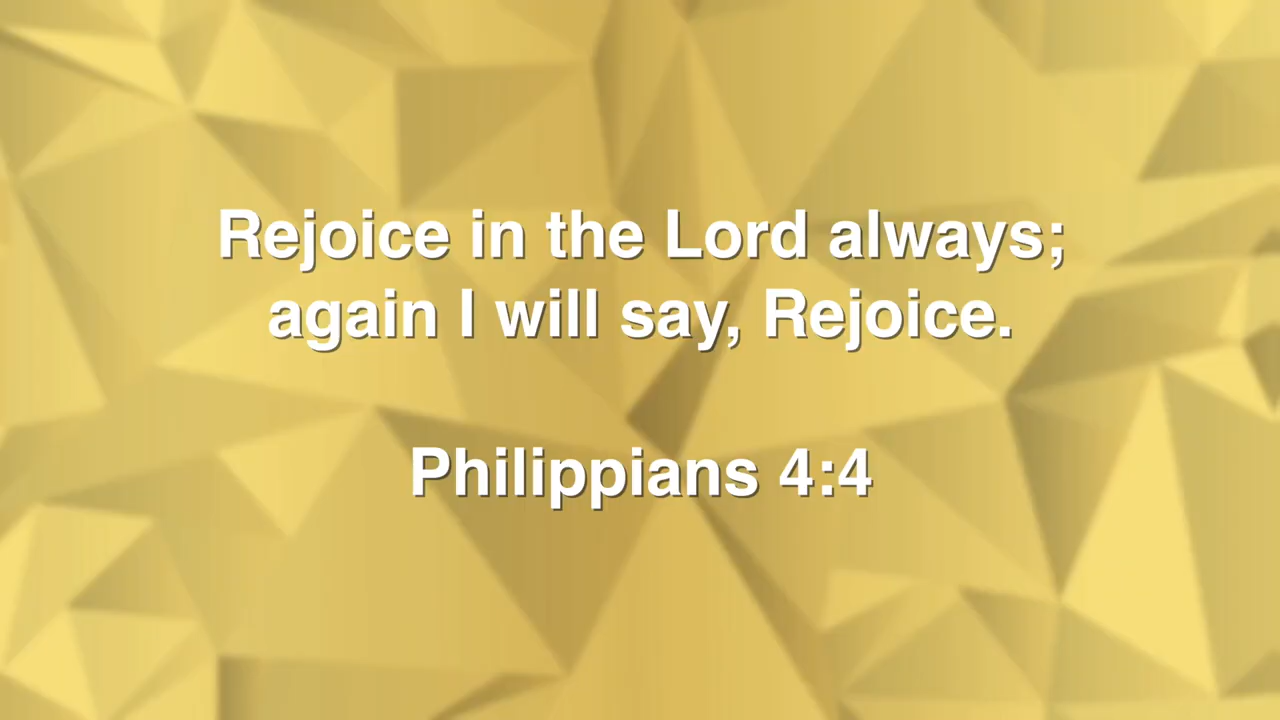 Rejoice in the Lord always;
again I will say, Rejoice.
Philippians 4:4